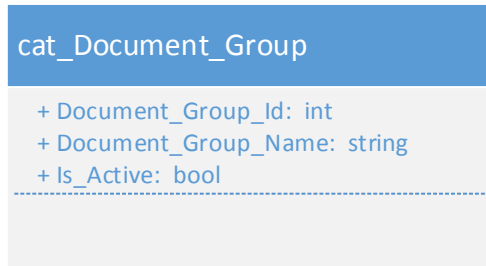 cat_Document_Group
+ Document_Group_Id: int
+ Document_Group_Name: string
+ Is_Active: bool